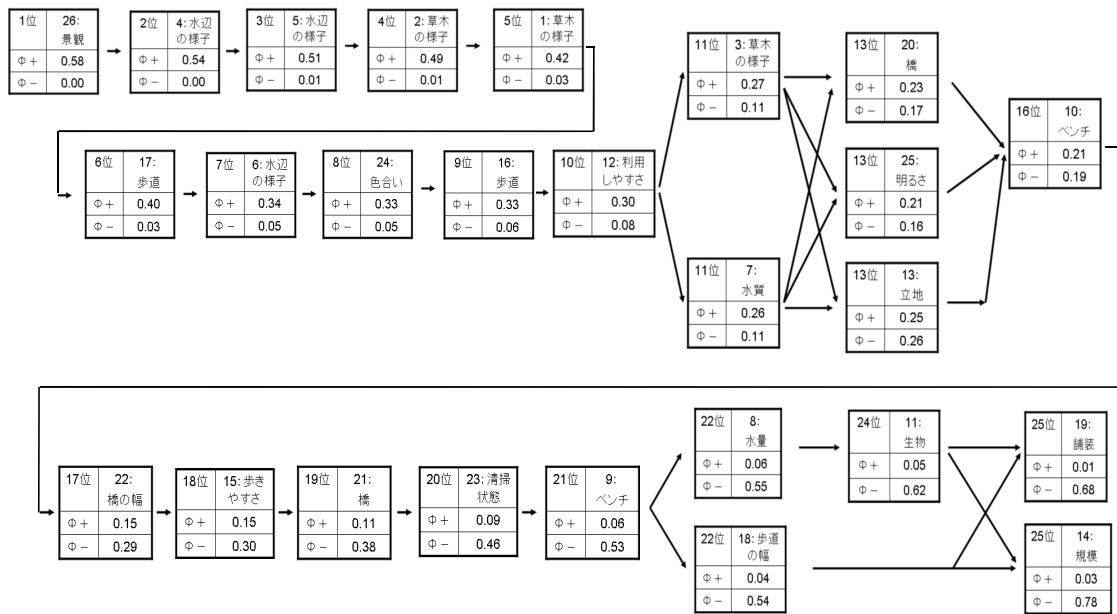 1位 26:
景観
Φ＋ 0.58
Φ－ 0.00
2位 4: 水辺
の様子
Φ＋ 0.54
Φ－ 0.00
3位 5: 水辺
の様子
Φ＋ 0.51
Φ－ 0.01
4位 2: 草木
の様子
Φ＋ 0.49
Φ－ 0.01
5位 1: 草木
の様子
Φ＋ 0.42
Φ－ 0.03
6位 17:
歩道
Φ＋ 0.40
Φ－ 0.03
7位 6: 水辺
の様子
Φ＋ 0.34
Φ－ 0.05
8位 24:
色合い
Φ＋ 0.33
Φ－ 0.05
9位 16:
歩道
Φ＋ 0.33
Φ－ 0.06
10位 12: 利用
しやすさ
Φ＋ 0.30
Φ－ 0.08
11位 3: 草木
の様子
Φ＋ 0.27
Φ－ 0.11
11位 7:
水質
Φ＋ 0.26
Φ－ 0.11
13位 20:
橋
Φ＋ 0.23
Φ－ 0.17
13位 25:
明るさ
Φ＋ 0.21
Φ－ 0.16
13位 13:
立地
Φ＋ 0.25
Φ－ 0.26
16位 10:
ベンチ
Φ＋ 0.21
Φ－ 0.19
17位 22:
橋の幅
Φ＋ 0.15
Φ－ 0.29
18位 15: 歩き
やすさ
Φ＋ 0.15
Φ－ 0.30
19位 21:
橋
Φ＋ 0.11
Φ－ 0.38
20位 23: 清掃
状態
Φ＋ 0.09
Φ－ 0.46
21位 9:
ベンチ
Φ＋ 0.06
Φ－ 0.53
22位 8:
水量
Φ＋ 0.06
Φ－ 0.55
22位 18: 歩道
の幅
Φ＋ 0.04
Φ－ 0.54
24位 11:
生物
Φ＋ 0.05
Φ－ 0.62
25位 19:
舗装
Φ＋ 0.01
Φ－ 0.68
25位 14:
規模
Φ＋ 0.03
Φ－ 0.78